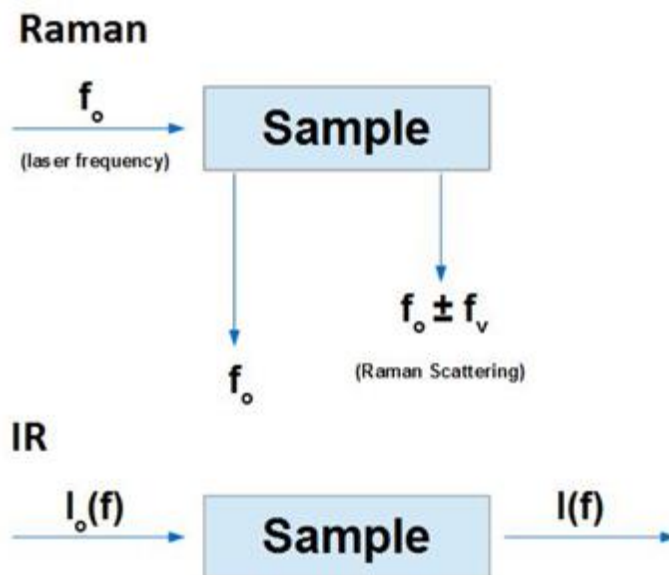 Raman
fₒ
Sample
(laser frequency)
fₒ ± fᵥ
(Raman Scattering)
fₒ
IR
Iₒ(f)
Sample
I(f)